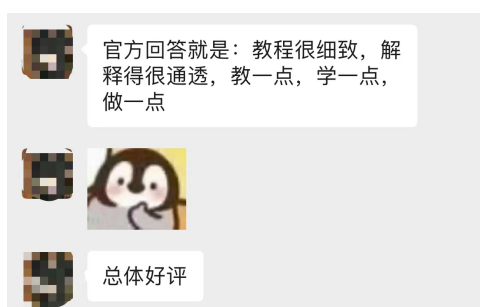 官方回答就是：教程很细致，解
释得很通透，教一点，学一点，
做一点
总体好评